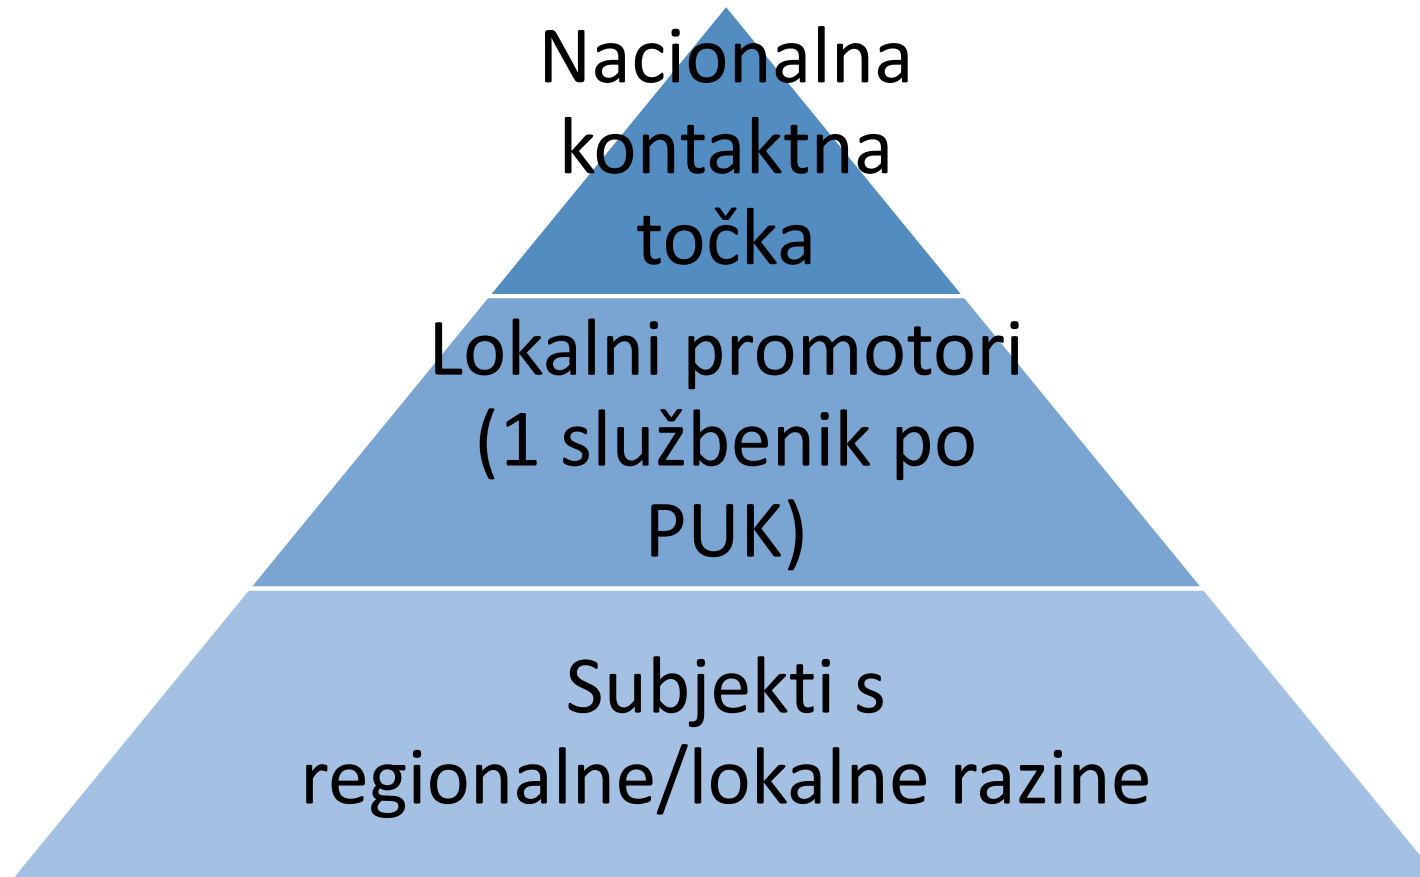 Nacionalna
kontaktna
točka
Lokalni promotori
(1 službenik po
PUK)
Subjekti s
regionalne/lokalne razine